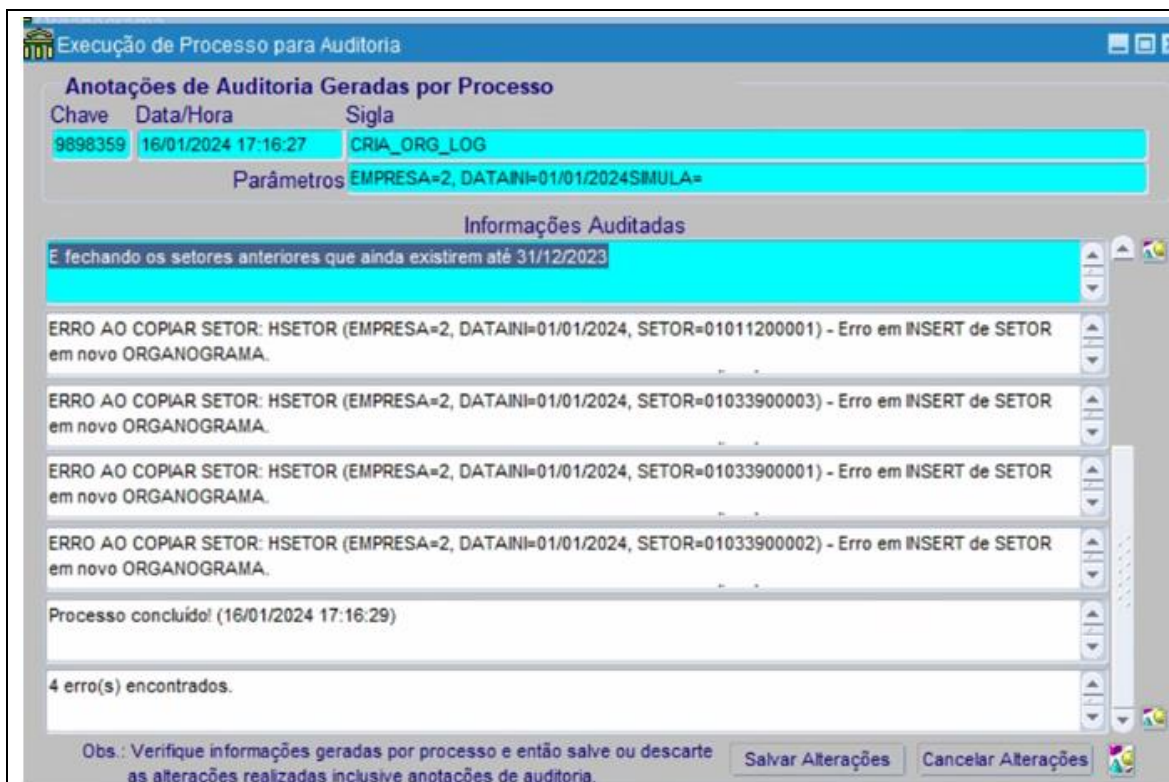 Execução de Processo para Auditoria
Anotações de Auditoria Geradas por Processo
Chave Data/Hora Sigla
9898359 16/01/2024 17:16:27 CRIA_ORG_LOG
Parâmetros EMPRESA=2, DATAINI=01/01/2024SIMULA=
Informações Auditadas
E fechando os setores anteriores que ainda existirem até 31/12/2023
ERRO AO COPIAR SETOR: HSETOR (EMPRESA=2, DATAINI=01/01/2024, SETOR=01011200001) - Erro em INSERT de SETOR
em novo ORGANOGRAMA.
ERRO AO COPIAR SETOR: HSETOR (EMPRESA=2, DATAINI=01/01/2024, SETOR=01033900003) - Erro em INSERT de SETOR
em novo ORGANOGRAMA.
ERRO AO COPIAR SETOR: HSETOR (EMPRESA=2, DATAINI=01/01/2024, SETOR=01033900001) - Erro em INSERT de SETOR
em novo ORGANOGRAMA.
ERRO AO COPIAR SETOR: HSETOR (EMPRESA=2, DATAINI=01/01/2024, SETOR=01033900002) - Erro em INSERT de SETOR
em novo ORGANOGRAMA.
Processo concluído! (16/01/2024 17:16:29)
4 erro(s) encontrados.
Obs.: Verifique informações geradas por processo e então salve ou descarte
as alterações realizadas inclusive anotações de auditoria.
Salvar Alterações Cancelar Alterações